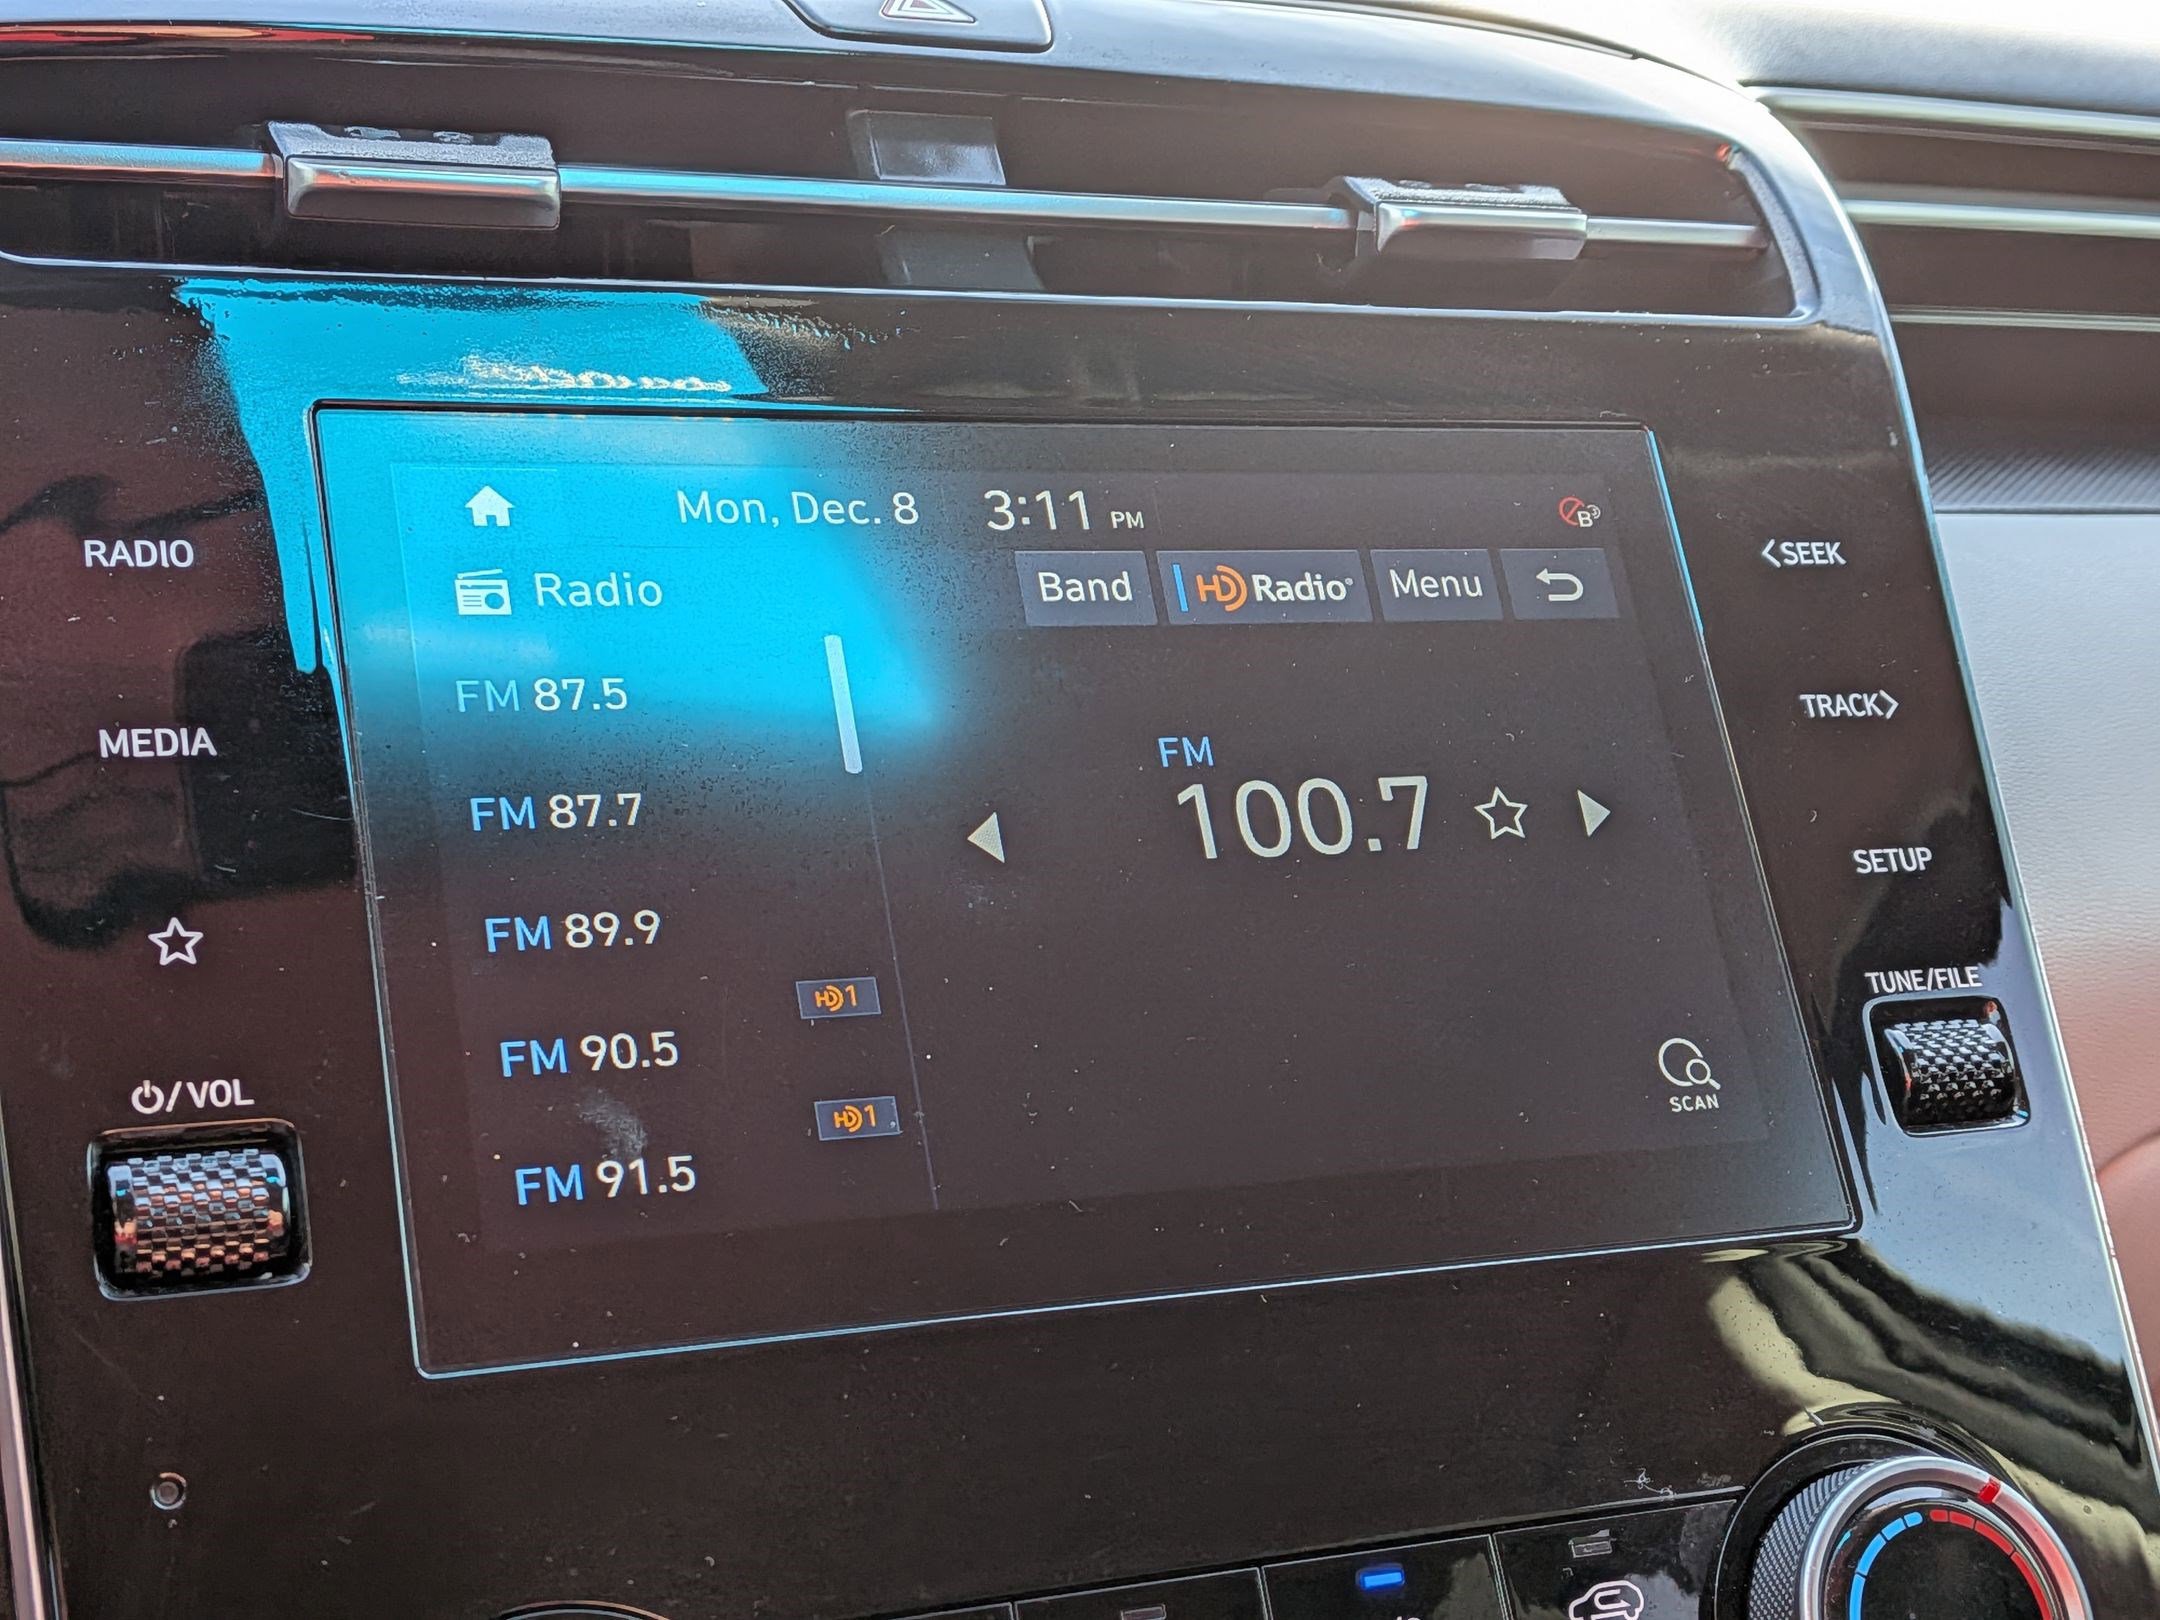 Mon, Dec. 8 3:11 PM B
Radio Band HD Radio® Menu
FM 87.5
FM 87.7
FM 89.9
HD1
FM 90.5
HD1
FM 91.5
FM
100.7
SCAN
RADIO
MEDIA
/VOL
<SEEK
TRACK>
SETUP
TUNE/FILE